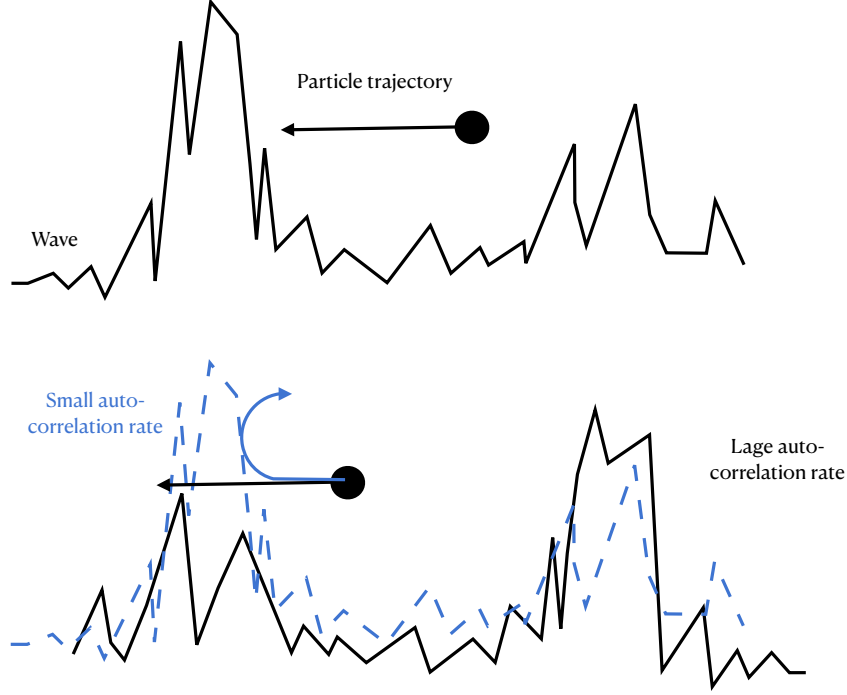 Particle trajectory
Wave
Small auto-
correlation rate
Lage auto-
correlation rate